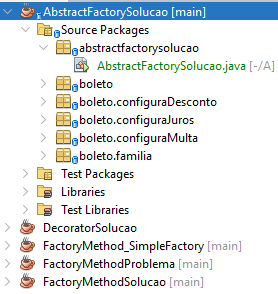 AbstractFactorySolucao [main]
Source Packages
abstractfactorysolucao
AbstractFactorySolucao.java [-/A]
boleto
boleto.configuraDesconto
boleto.configuraJuros
boleto.configuraMulta
boleto.familia
Test Packages
Libraries
Test Libraries
DecoratorSolucao
FactoryMethod_SimpleFactory [main]
FactoryMethodProblema [main]
FactoryMethodSolucao [main]